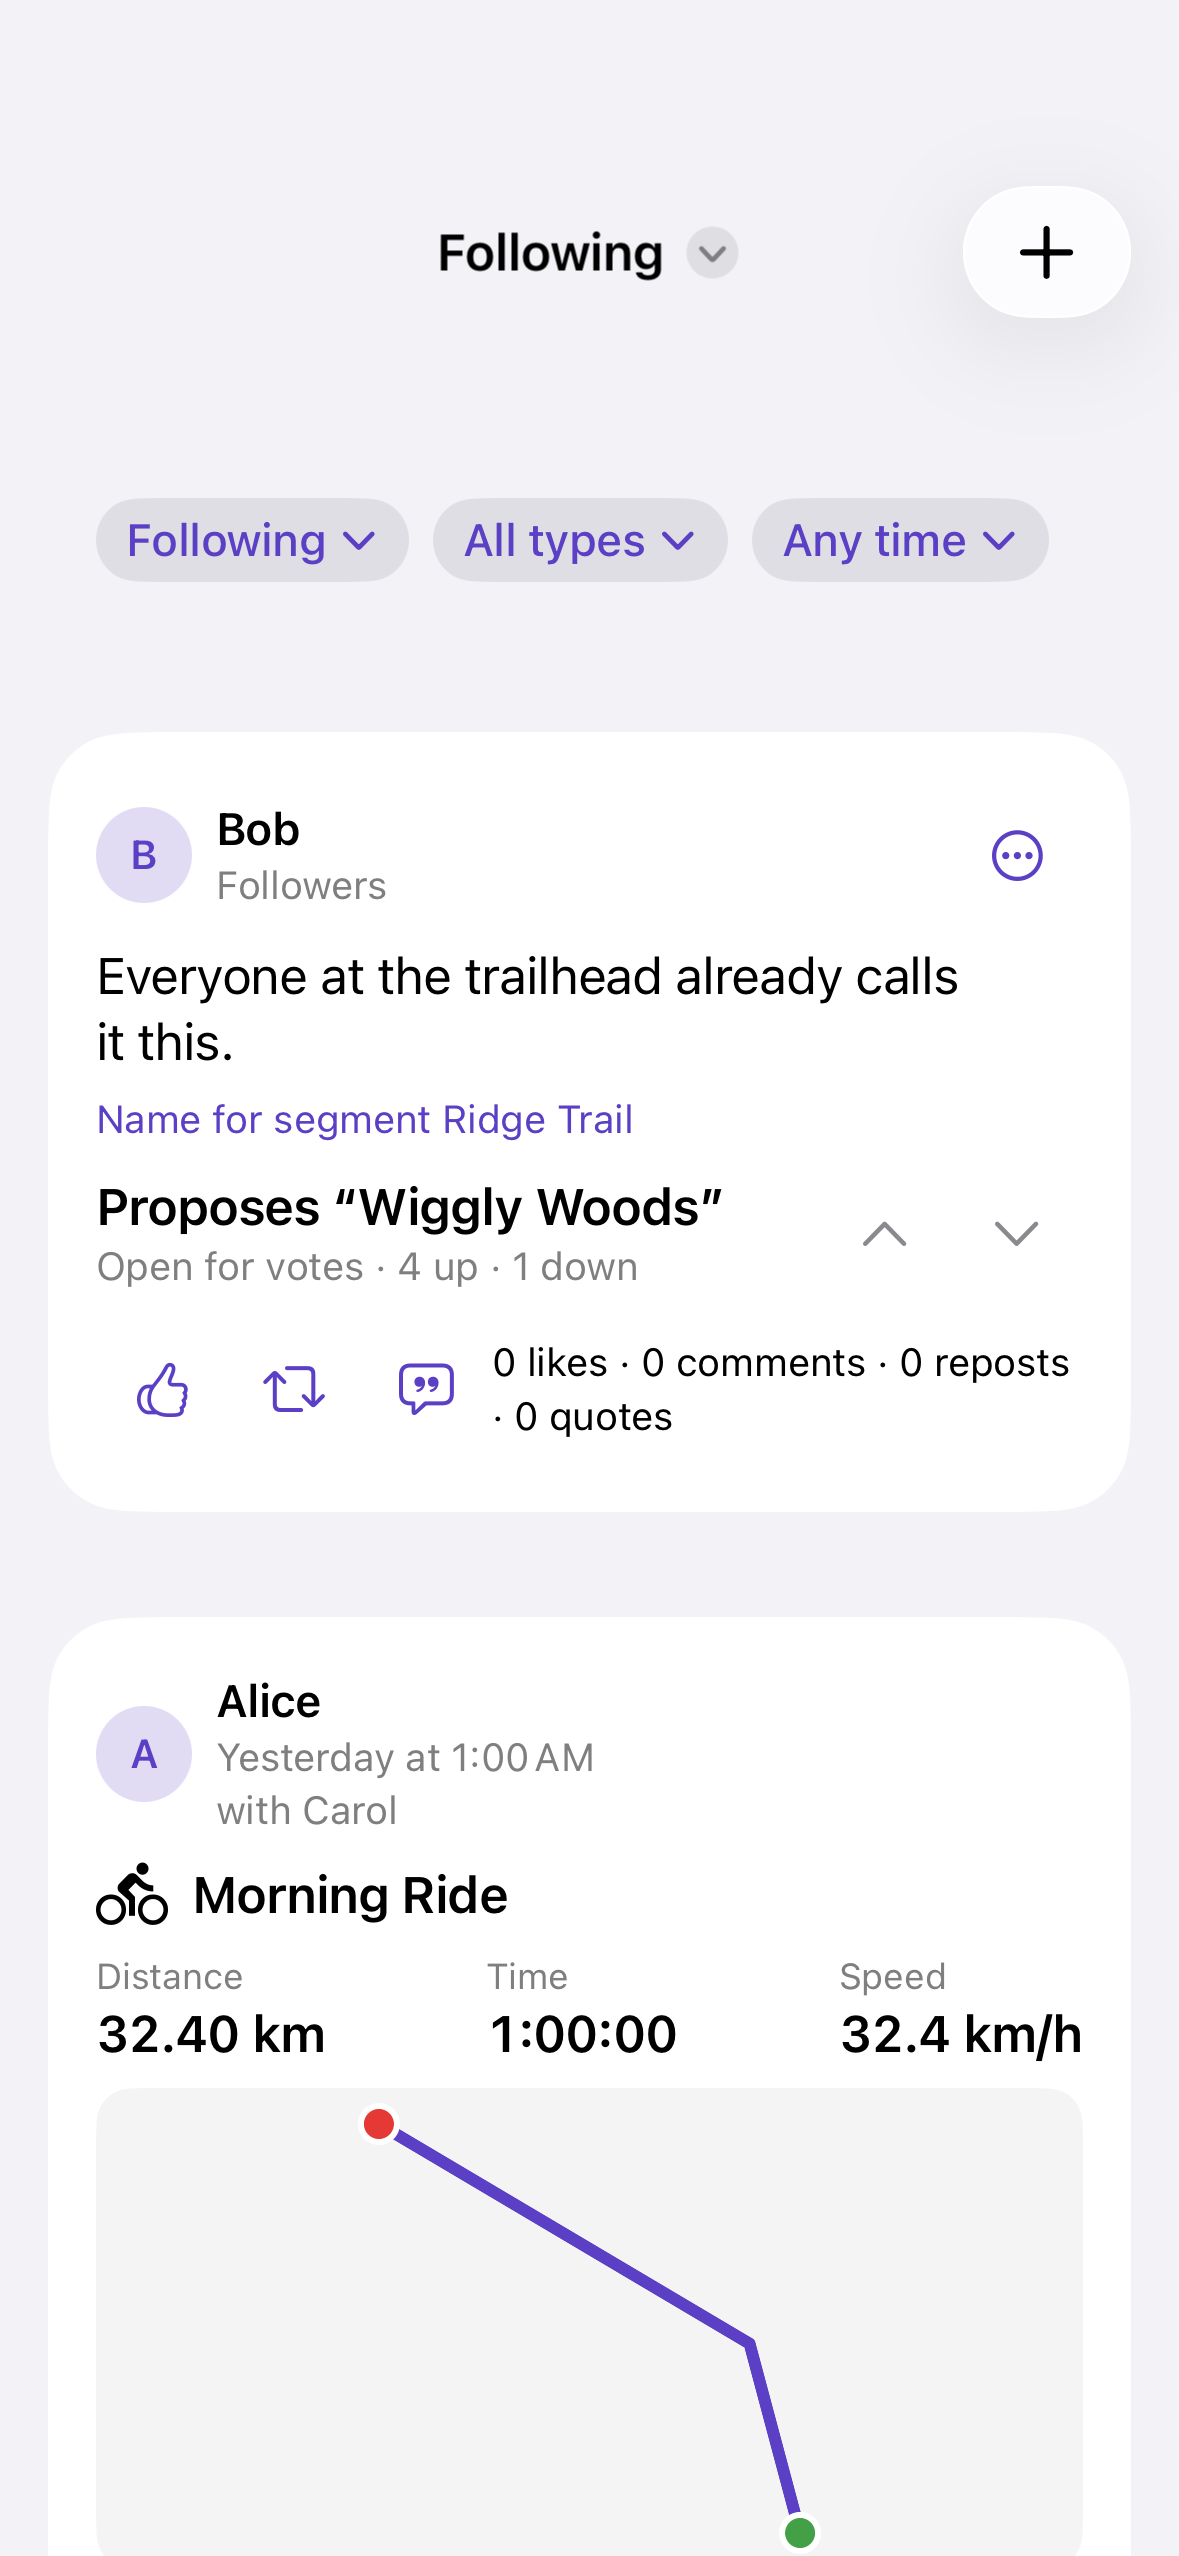 Following
Following
All types
Any time
B
Bob
Followers
Everyone at the trailhead already calls
it this.
Name for segment Ridge Trail
Proposes “Wiggly Woods”
Open for votes · 4 up · 1 down
0 likes · 0 comments · 0 reposts
· 0 quotes
A
Alice
Yesterday at 1:00 AM
with Carol
Morning Ride
Distance
Time
Speed
32.40 km
1:00:00
32.4 km/h